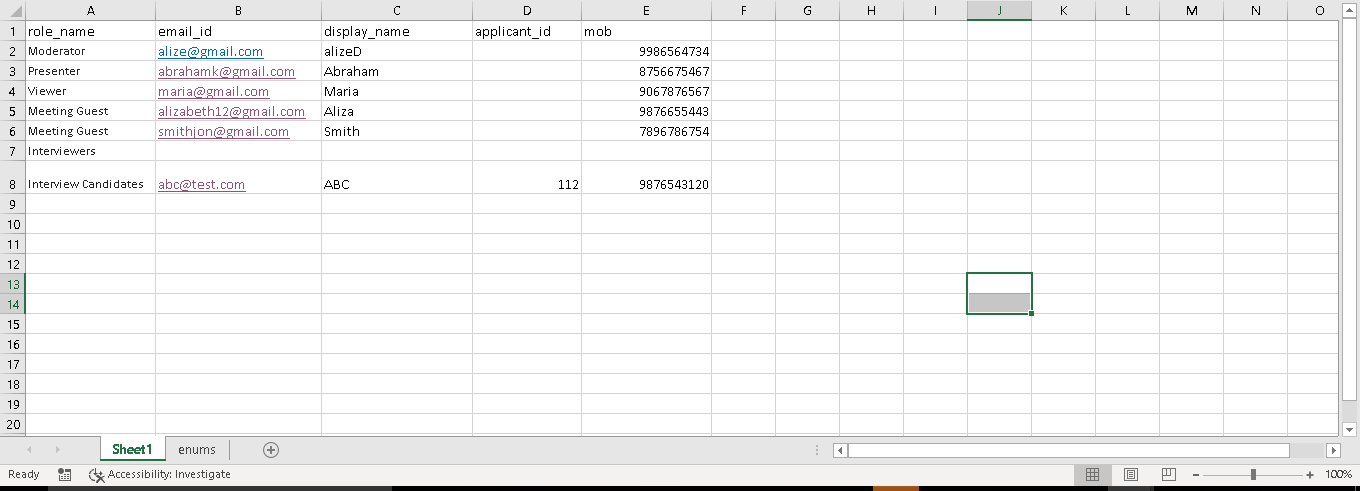 A B C D E F G H I J K L M N O
1 role_name email_id display_name applicant_id mob
2 Moderator alize@gmail.com alizeD 9986564734
3 Presenter abrahamk@gmail.com Abraham 8756675467
4 Viewer maria@gmail.com Maria 9067876567
5 Meeting Guest alizabeth12@gmail.com Aliza 9876655443
6 Meeting Guest smithjon@gmail.com Smith 7896786754
7 Interviewers
8 Interview Candidates abc@test.com ABC 112 9876543120
9
10
11
12
13
14
15
16
17
18
19
20
Sheet1 enums
Ready Accessibility: Investigate 100%